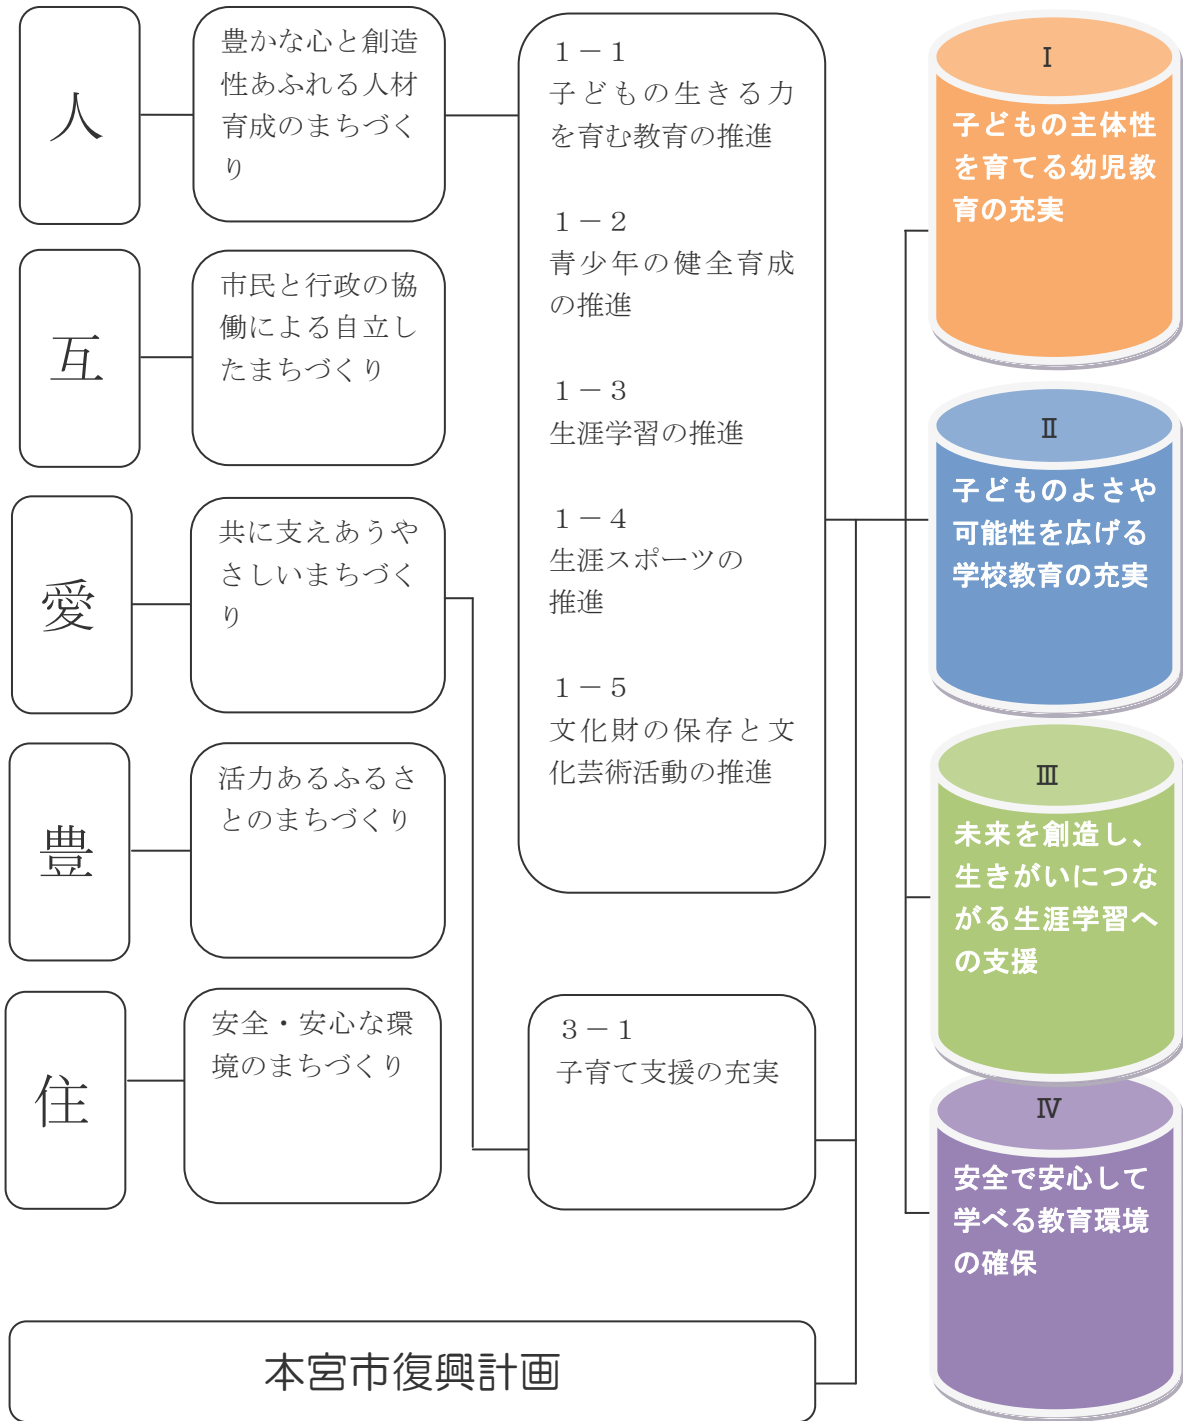 人
豊かな心と創造
性あふれる人材
育成のまちづく
り
互
市民と行政の協
働による自立し
たまちづくり
愛
共に支えあうや
さしいまちづく
り
豊
活力あるふるさ
とのまちづくり
住
安全・安心な環
境のまちづくり
１－１
子どもの生きる力
を育む教育の推進
１－２
青少年の健全育成
の推進
１－３
生涯学習の推進
１－４
生涯スポーツの
推進
１－５
文化財の保存と文
化芸術活動の推進
３－１
子育て支援の充実
本宮市復興計画
Ⅰ
子どもの主体性
を育てる幼児教
育の充実
Ⅱ
子どものよさや
可能性を広げる
学校教育の充実
Ⅲ
未来を創造し、
生きがいにつな
がる生涯学習へ
の支援
Ⅳ
安全で安心して
学べる教育環境
の確保